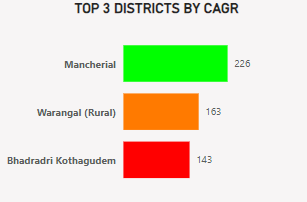 TOP 3 DISTRICTS BY CAGR
Mancherial 226
Warangal (Rural) 163
Bhadradri Kothagudem 143